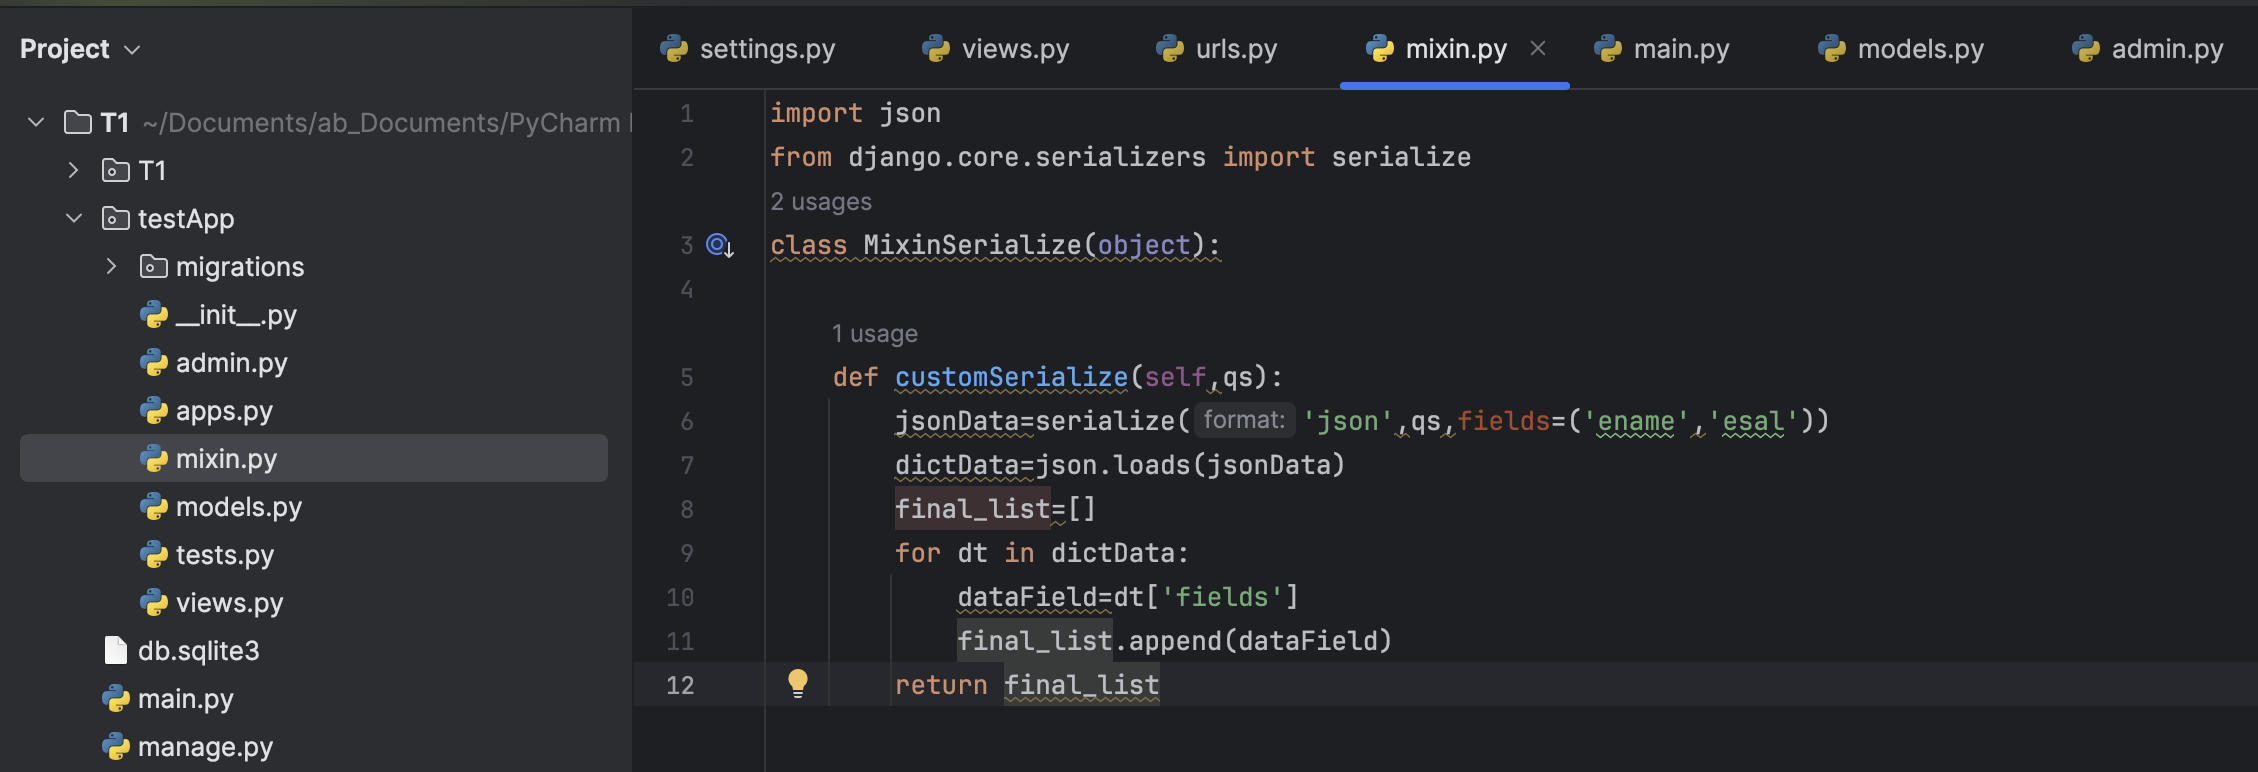 Project
T1 ~/Documents/ab_Documents/PyCharm
T1
testApp
migrations
__init__.py
admin.py
apps.py
mixin.py
models.py
tests.py
views.py
db.sqlite3
main.py
manage.py
settings.py views.py urls.py mixin.py main.py models.py admin.py
1 import json
2 from django.core.serializers import serialize
2 usages
3 class MixinSerialize(object):
4
1 usage
5 def customSerialize(self,qs):
6 jsonData=serialize( format: 'json',qs,fields=('ename','esal'))
7 dictData=json.loads(jsonData)
8 final_list=[]
9 for dt in dictData:
10 dataField=dt['fields']
11 final_list.append(dataField)
12 return final_list